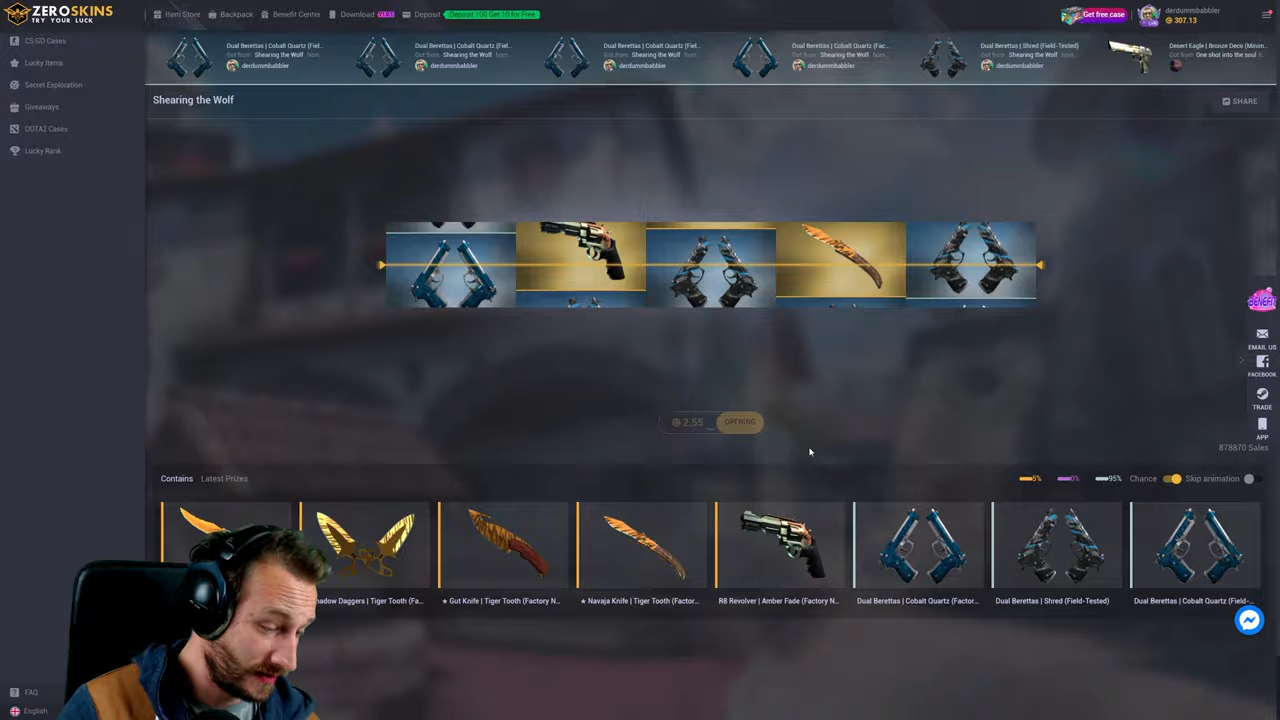 ZEROSKINS
TRY YOUR LUCK
Item Store
Backpack
Benefit Center
Download V1.8.3
Deposit
Deposit 100 Get 10 for Free
Get free case
derdummbabbler
307.13
CS GO Cases
Lucky Items
Secret Exploration
Giveaways
DOTA2 Cases
Lucky Rank
Dual Berettas | Cobalt Quartz (Fiel...
Got from Shearing the Wolf
derdummbabbler
Dual Berettas | Cobalt Quartz (Fiel...
Got from Shearing the Wolf
derdummbabbler
Dual Berettas | Cobalt Quartz (Fiel...
Got from Shearing the Wolf
derdummbabbler
Dual Berettas | Cobalt Quartz (Fac...
Got from Shearing the Wolf
derdummbabbler
Dual Berettas | Shred (Field-Tested)
Got from Shearing the Wolf
derdummbabbler
Desert Eagle | Bronze Deco (Minim...
Got from One shot into the soul
Shearing the Wolf
SHARE
2.55
OPENING
BENEFIT
EMAIL US
FACEBOOK
TRADE
APP
878870 Sales
Contains
Latest Prizes
5%
0%
95%
Chance
Skip animation
hadow Daggers | Tiger Tooth (Fa...
★ Gut Knife | Tiger Tooth (Factory N...
★ Navaja Knife | Tiger Tooth (Factor...
R8 Revolver | Amber Fade (Factory N...
Dual Berettas | Cobalt Quartz (Factor...
Dual Berettas | Shred (Field-Tested)
Dual Berettas | Cobalt Quartz (Field-...
FAQ
English